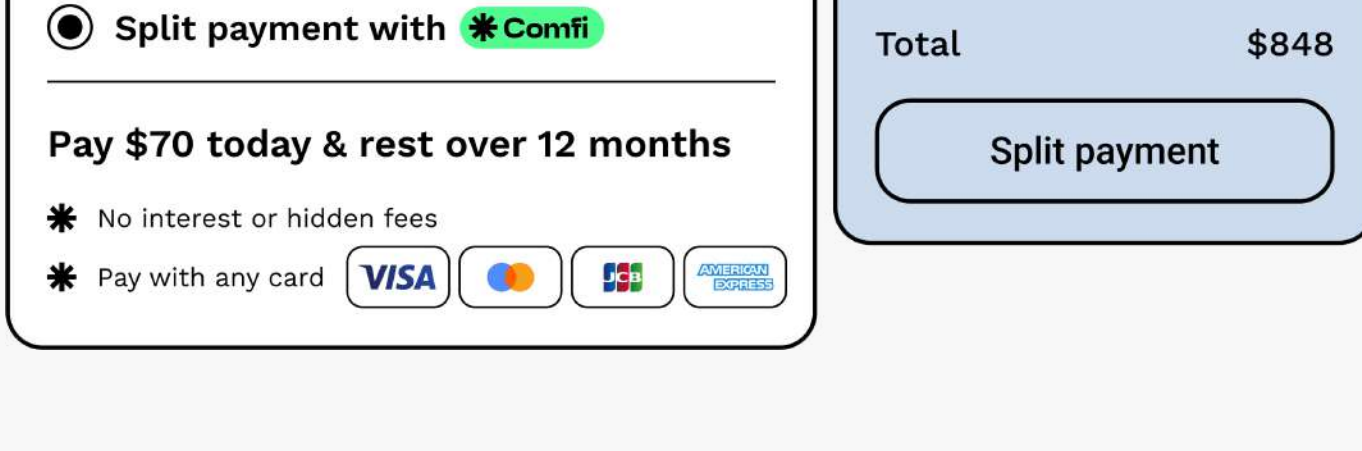 Split payment with Comfi
Pay $70 today & rest over 12 months
No interest or hidden fees
Pay with any card VISA JCB AMERICAN EXPRESS
Total $848
Split payment